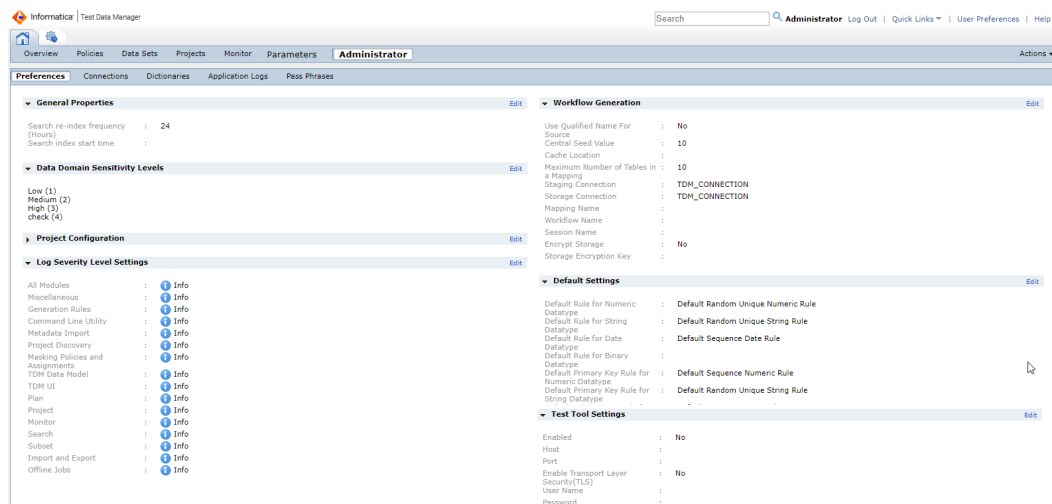 Informatica Test Data Manager
Search Administrator Log Out | Quick Links | User Preferences | Help
Overview Policies Data Sets Projects Monitor Parameters Administrator Actions
Preferences Connections Dictionaries Application Logs Pass Phrases
General Properties Edit
Search re-index frequency : 24
(Hours)
Search index start time :
Data Domain Sensitivity Levels Edit
Low (1)
Medium (2)
High (3)
check (4)
Project Configuration Edit
Log Severity Level Settings Edit
All Modules : Info
Miscellaneous : Info
Generation Rules : Info
Command Line Utility : Info
Metadata Import : Info
Project Discovery : Info
Masking Policies and : Info
Assignments
TDM Data Model : Info
TDM UI : Info
Plan : Info
Project : Info
Monitor : Info
Search : Info
Subset : Info
Import and Export : Info
Offline Jobs : Info
Workflow Generation Edit
Use Qualified Name For : No
Source
Central Seed Value : 10
Cache Location :
Maximum Number of Tables in : 10
a Mapping
Staging Connection : TDM_CONNECTION
Storage Connection : TDM_CONNECTION
Mapping Name :
Workflow Name :
Session Name :
Encrypt Storage : No
Storage Encryption Key :
Default Settings Edit
Default Rule for Numeric : Default Random Unique Numeric Rule
Datatype
Default Rule for String : Default Random Unique String Rule
Datatype
Default Rule for Date : Default Sequence Date Rule
Datatype
Default Rule for Binary :
Datatype
Default Primary Key Rule for : Default Sequence Numeric Rule
Numeric Datatype
Default Primary Key Rule for : Default Random Unique String Rule
String Datatype
Test Tool Settings Edit
Enabled : No
Host :
Port :
Enable Transport Layer : No
Security(TLS)
User Name :
Password :